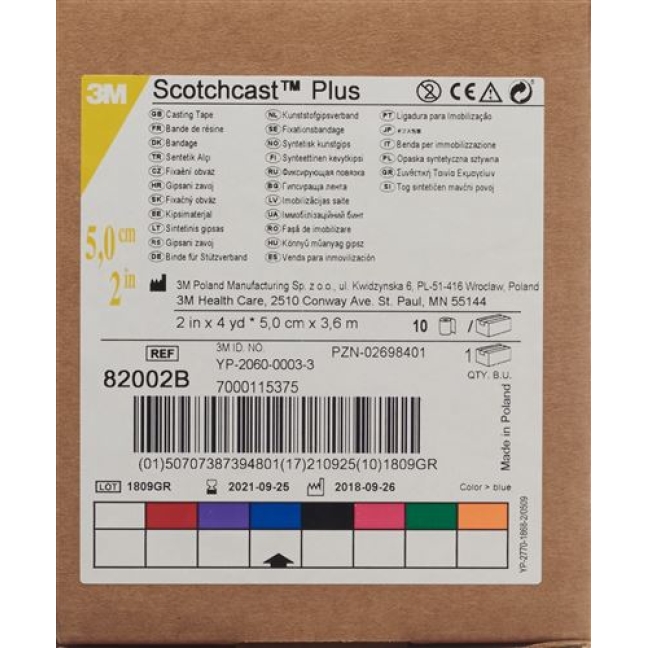 3M
Scotchcast™ Plus
CE
GB Casting Tape
FR Bande de résine
DK Bandage
TR Sentetik Alçı
CZ Fixační obvaz
HR Gipsani zavoj
SK Fixačný obväz
EE Kipsimaterjal
LT Sintetinis gipsas
RS Gipsani zavoj
DE Binde für Stützverband
NL Kunststofgipsverband
SE Fixationsbandage
NO Syntetisk kunstgips
FI Synteettinen kevytkipsi
RU Фиксирующая повязка
BG Гипсираща лента
LV Imobilizācijas saite
UA Іммобілізаційний бинт
RO Faşă de imobilizare
HU Könnyű műanyag gipsz
ES Venda para inmovilización
PT Ligadura para Imobilização
JP
IT Benda per immobilizzazione
PL Opaska syntetyczna sztywna
GR Συνθετική Ταινία Εκμαγείων
SI Tog sintetičen mavčni povoj
5,0 cm
2 in
3M Poland Manufacturing Sp. z o.o., ul. Kwidzynska 6, PL-51-416 Wroclaw, Poland
3M Health Care, 2510 Conway Ave. St. Paul, MN 55144
2 in x 4 yd * 5,0 cm x 3,6 m
10 /
REF
82002B
3M ID. NO.
YP-2060-0003-3
7000115375
PZN-02698401
1
QTY. B.U.
Made in Poland
(01)50707387394801(17)210925(10)1809GR
LOT 1809GR
2021-09-25
2018-09-26
Color > blue
YP-2770-1868-2/0509